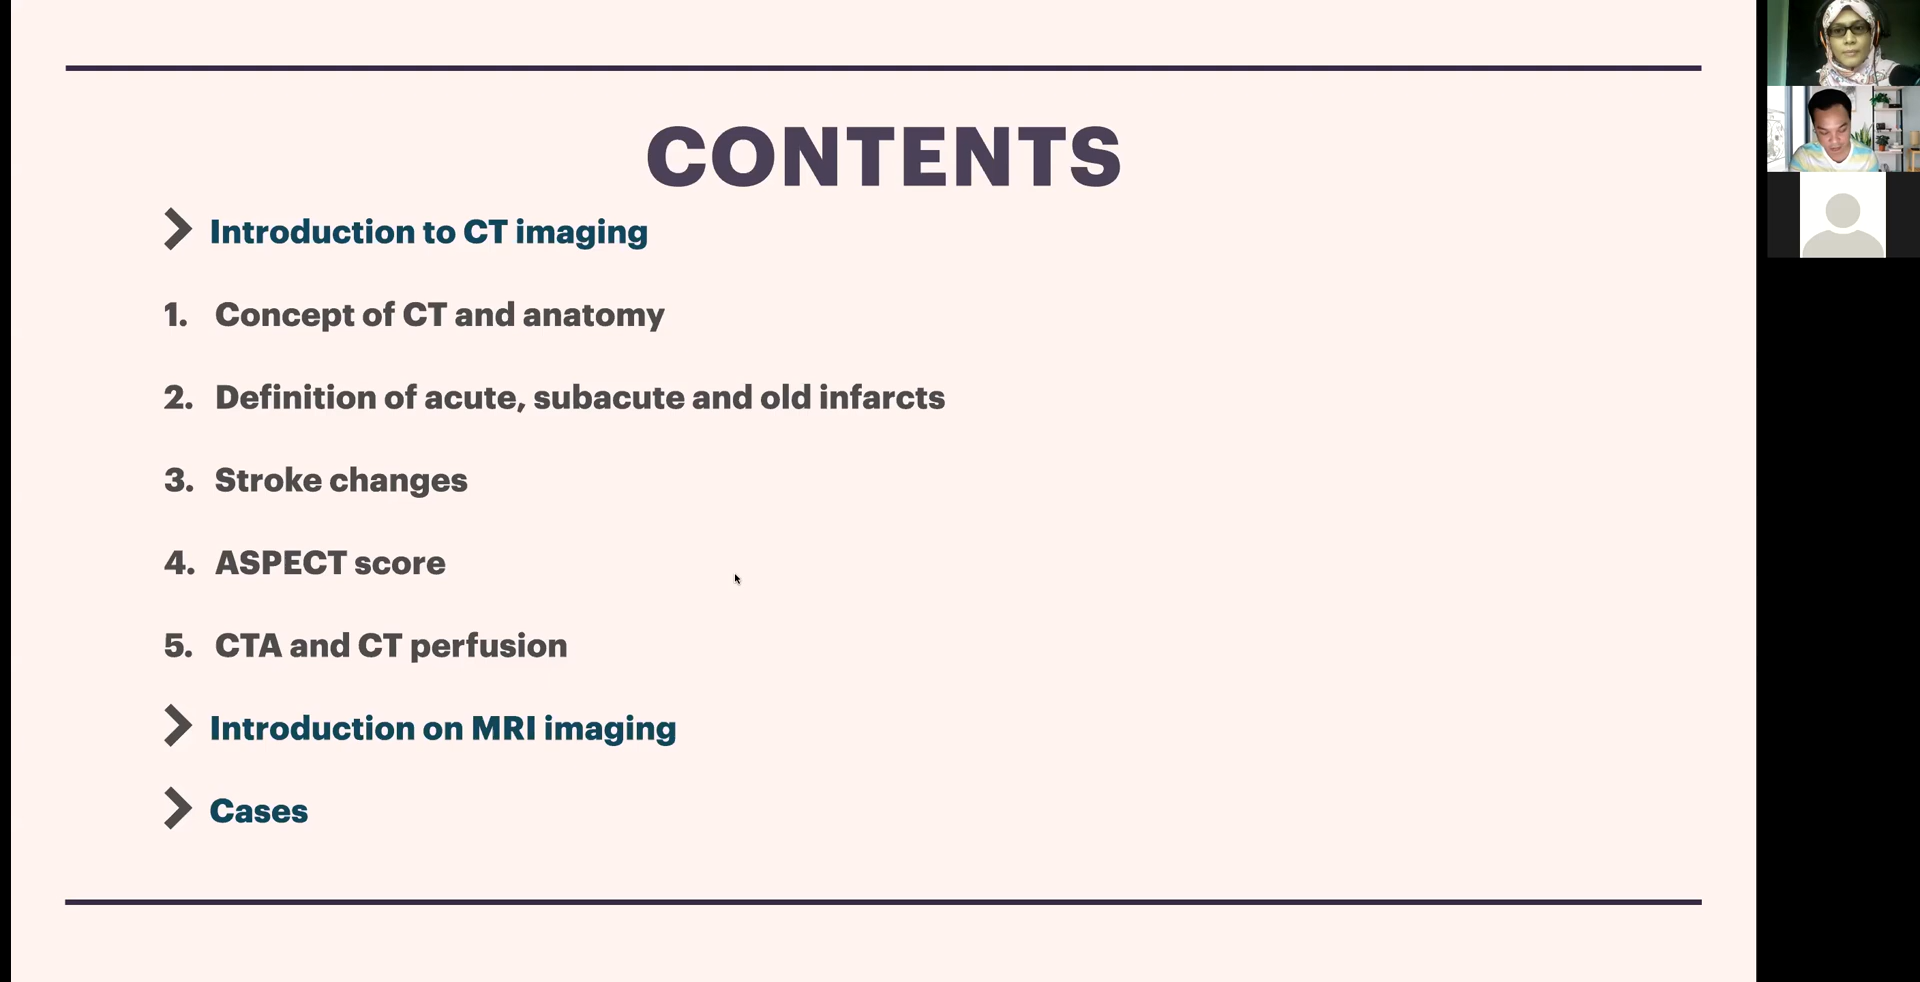 CONTENTS
Introduction to CT imaging
1. Concept of CT and anatomy
2. Definition of acute, subacute and old infarcts
3. Stroke changes
4. ASPECT score
5. CTA and CT perfusion
Introduction on MRI imaging
Cases